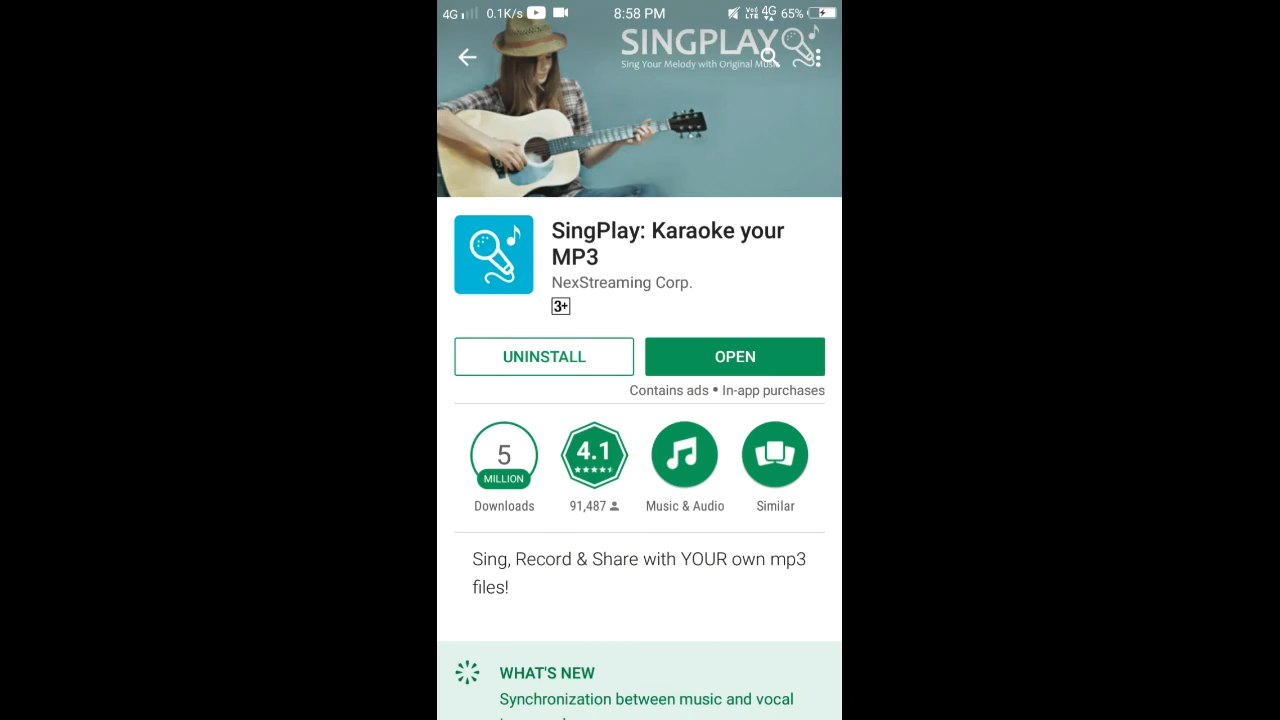 4G 0.1K/s 8:58 PM VoLTE 4G 65%
SINGPLAY
Sing Your Melody with Original Music
SingPlay: Karaoke your
MP3
NexStreaming Corp.
3+
UNINSTALL OPEN
Contains ads • In-app purchases
5 4.1
MILLION
Downloads 91,487 Music & Audio Similar
Sing, Record & Share with YOUR own mp3
files!
WHAT'S NEW
Synchronization between music and vocal